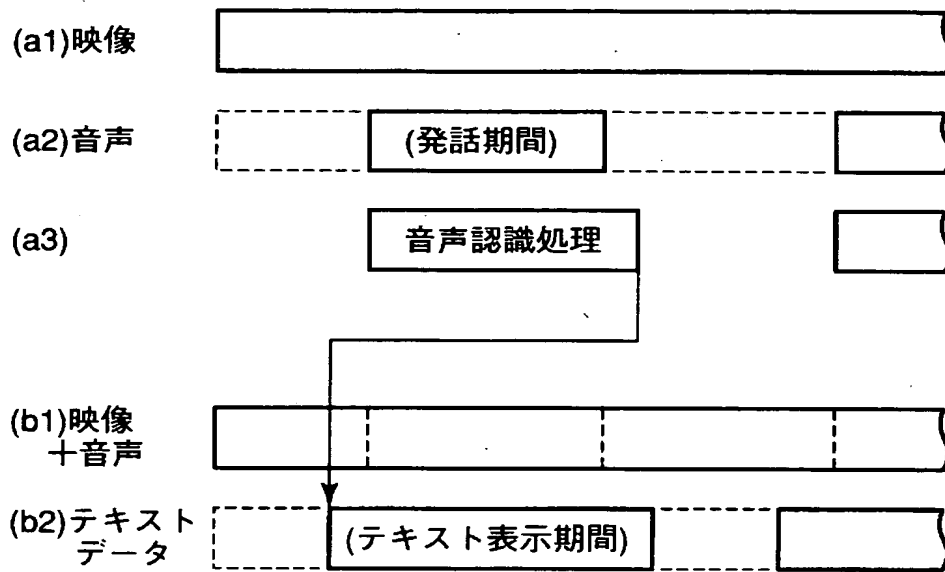 (a1)映像
(a2)音声
(発話期間)
(a3)
音声認識処理
(b1)映像
＋音声
(b2)テキスト
データ
(テキスト表示期間)